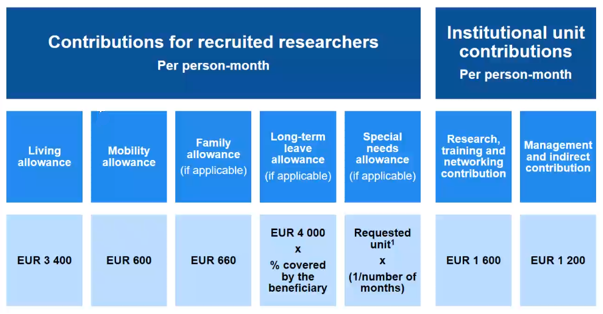 Contributions for recruited researchers
Per person-month
Institutional unit
contributions
Per person-month
Living
allowance
Mobility
allowance
Family
allowance
(if applicable)
Long-term
leave
allowance
(if applicable)
Special
needs
allowance
(if applicable)
Research,
training and
networking
contribution
Management
and indirect
contribution
EUR 3 400
EUR 600
EUR 660
EUR 4 000
x
% covered
by the
beneficiary
Requested
unit¹
x
(1/number of
months)
EUR 1 600
EUR 1 200